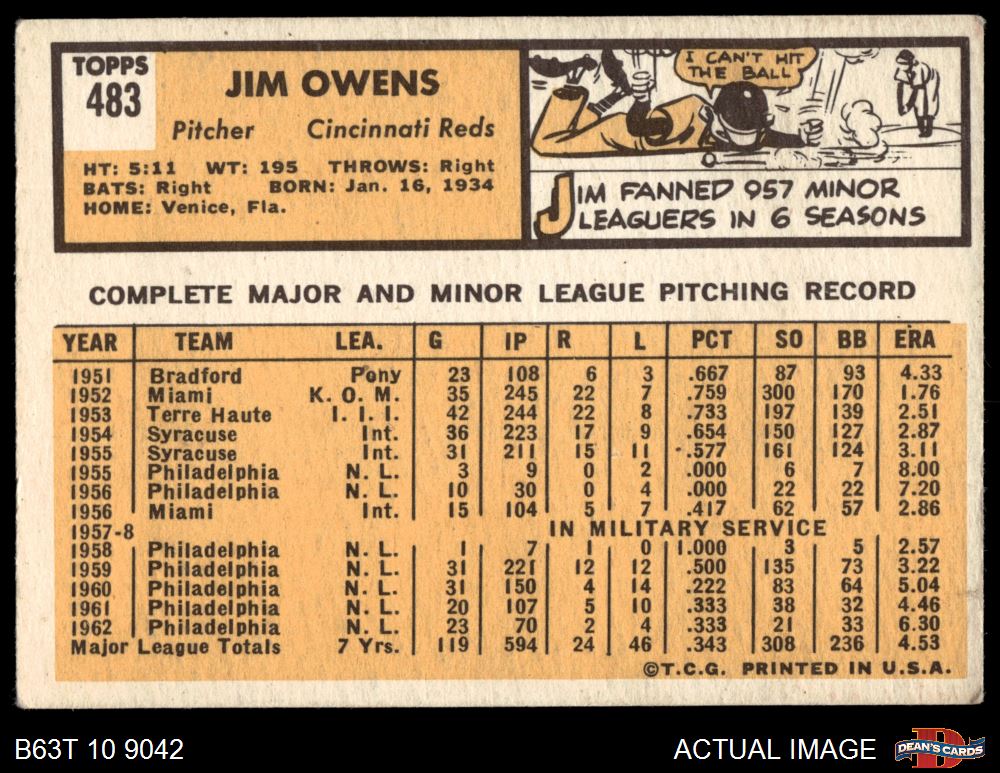 TOPPS
483
JIM OWENS
Pitcher Cincinnati Reds
HT: 5:11 WT: 195 THROWS: Right
BATS: Right BORN: Jan. 16, 1934
HOME: Venice, Fla.
I CAN'T HIT
THE BALL
JIM FANNED 957 MINOR
LEAGUERS IN 6 SEASONS
COMPLETE MAJOR AND MINOR LEAGUE PITCHING RECORD
YEAR TEAM LEA. G IP R L PCT SO BB ERA
1951 Bradford Pony 23 108 6 3 .667 87 93 4.33
1952 Miami K. O. M. 35 245 22 7 .759 300 170 1.76
1953 Terre Haute I. I. I. 42 244 22 8 .733 197 139 2.51
1954 Syracuse Int. 36 223 17 9 .654 150 127 2.87
1955 Syracuse Int. 31 211 15 11 .577 161 124 3.11
1955 Philadelphia N. L. 3 9 0 2 .000 6 7 8.00
1956 Philadelphia N. L. 10 30 0 4 .000 22 22 7.20
1956 Miami Int. 15 104 5 7 .417 62 57 2.86
1957-8 IN MILITARY SERVICE
1958 Philadelphia N. L. 1 7 1 0 1.000 3 5 2.57
1959 Philadelphia N. L. 31 221 12 12 .500 135 73 3.22
1960 Philadelphia N. L. 31 150 4 14 .222 83 64 5.04
1961 Philadelphia N. L. 20 107 5 10 .333 38 32 4.46
1962 Philadelphia N. L. 23 70 2 4 .333 21 33 6.30
Major League Totals 7 Yrs. 119 594 24 46 .343 308 236 4.53
©T.C.G. PRINTED IN U.S.A.
B63T 10 9042 ACTUAL IMAGE
D
DEAN'S CARDS